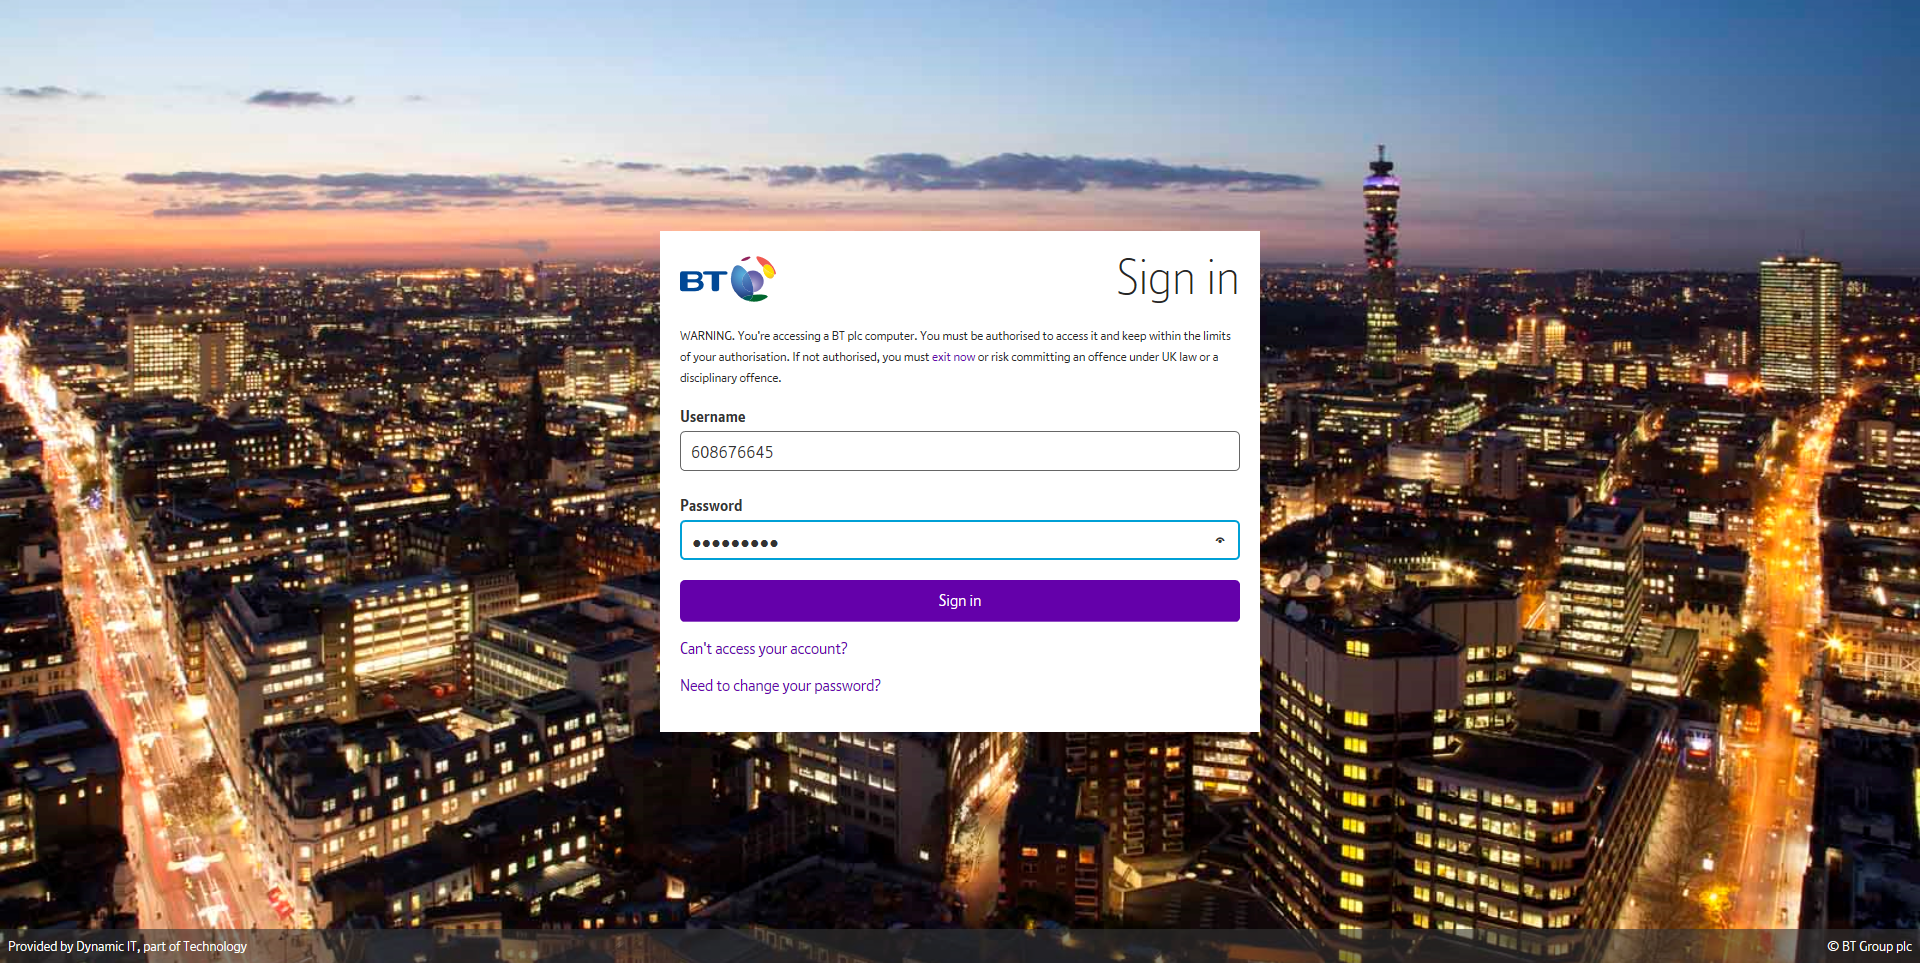 BT
Sign in
WARNING. You're accessing a BT plc computer. You must be authorised to access it and keep within the limits
of your authorisation. If not authorised, you must exit now or risk committing an offence under UK law or a
disciplinary offence.
Username
608676645
Password
•••••••••
Sign in
Can't access your account?
Need to change your password?
Provided by Dynamic IT, part of Technology
© BT Group plc